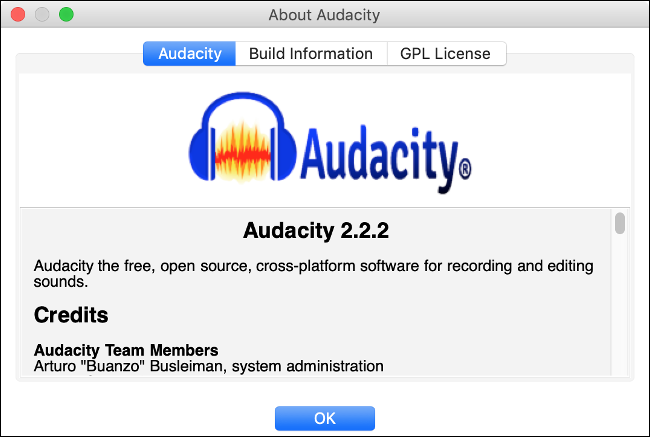 About Audacity
Audacity Build Information GPL License
Audacity®
Audacity 2.2.2
Audacity the free, open source, cross-platform software for recording and editing
sounds.
Credits
Audacity Team Members
Arturo "Buanzo" Busleiman, system administration
OK